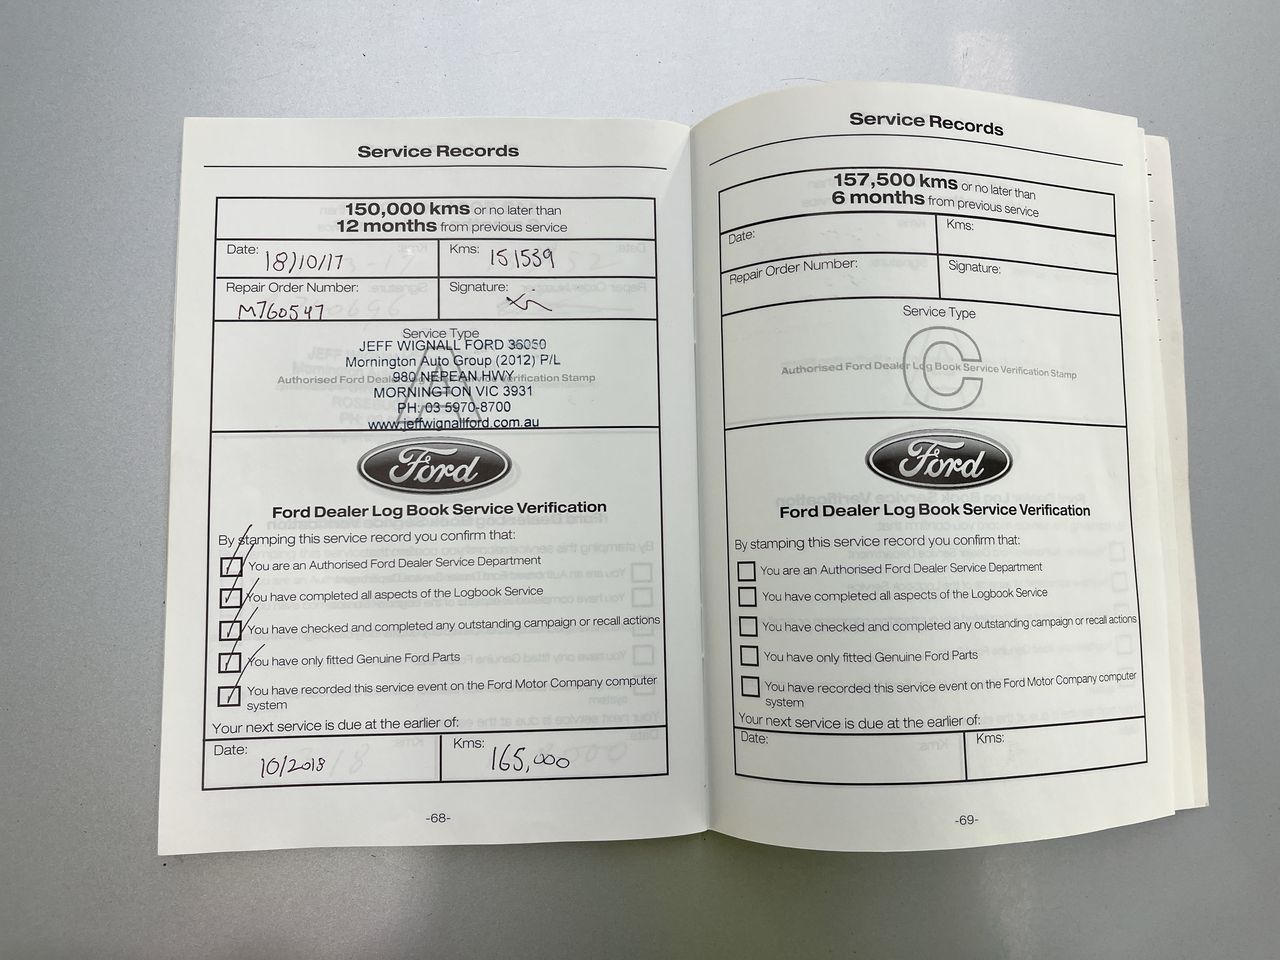 Service Records
150,000 kms or no later than
12 months from previous service
Date: 18/10/17
Kms: 151539
Repair Order Number: M760547
Signature:
Service Type
A
JEFF WIGNALL FORD 36050
Mornington Auto Group (2012) P/L
Authorised Ford Dealer Log Book Service Verification Stamp
980 NEPEAN HWY
MORNINGTON VIC 3931
PH: 03 5970-8700
www.jeffwignallford.com.au
Ford
Ford Dealer Log Book Service Verification
By stamping this service record you confirm that:
You are an Authorised Ford Dealer Service Department
You have completed all aspects of the Logbook Service
You have checked and completed any outstanding campaign or recall actions
You have only fitted Genuine Ford Parts
You have recorded this service event on the Ford Motor Company computer
system
Your next service is due at the earlier of:
Date: 10/2018
Kms: 165,000
-68-
Service Records
157,500 kms or no later than
6 months from previous service
Date:
Kms:
Repair Order Number:
Signature:
Service Type
C
Authorised Ford Dealer Log Book Service Verification Stamp
Ford
Ford Dealer Log Book Service Verification
By stamping this service record you confirm that:
You are an Authorised Ford Dealer Service Department
You have completed all aspects of the Logbook Service
You have checked and completed any outstanding campaign or recall actions
You have only fitted Genuine Ford Parts
You have recorded this service event on the Ford Motor Company computer
system
Your next service is due at the earlier of:
Date:
Kms:
-69-